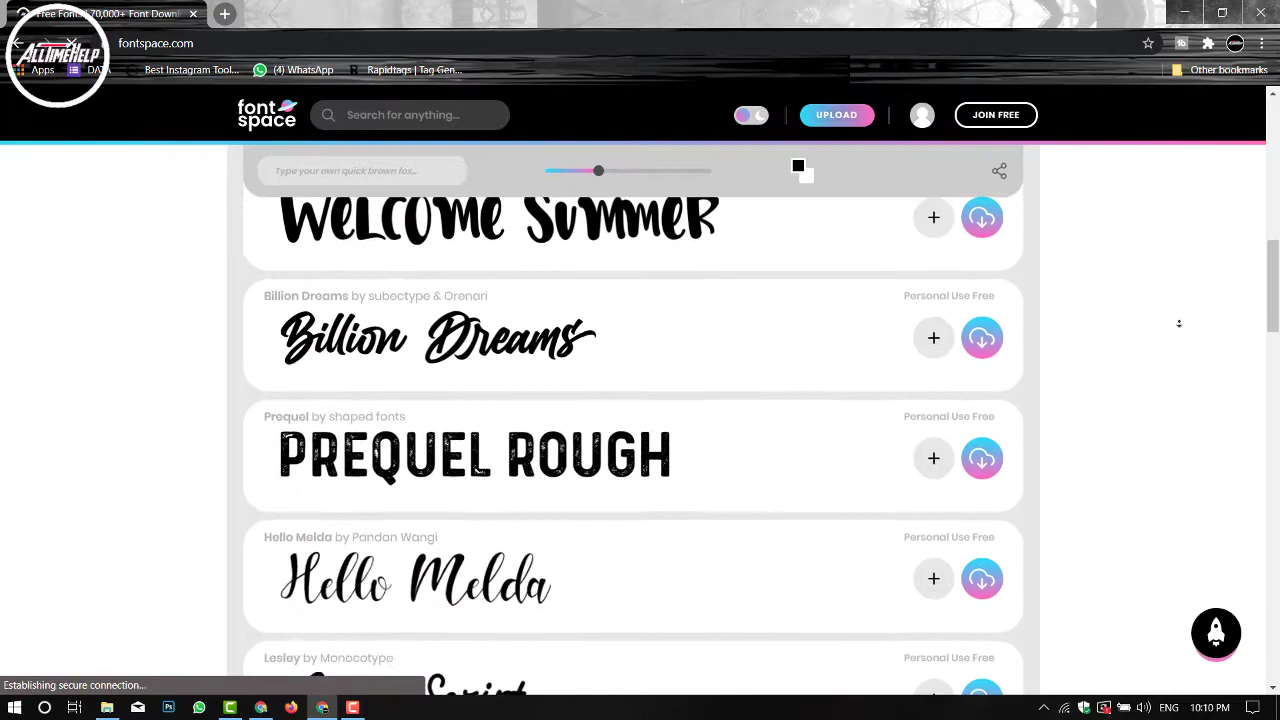 Free Fonts | 70,000+ Font Downl
ALLTIMEHELP
fontspace.com
Apps
Best Instagram Tool...
(4) WhatsApp
Rapidtags | Tag Gen...
Other bookmarks
font space
Search for anything...
UPLOAD
JOIN FREE
Type your own quick brown fox...
Welcome Summer
Billion Dreams by subectype & Orenari
Personal Use Free
Billion Dreams
Prequel by shaped fonts
Personal Use Free
PREQUEL ROUGH
Hello Melda by Pandan Wangi
Personal Use Free
Hello Melda
Lesley by Monocotype
Personal Use Free
Script
Establishing secure connection...
ENG
10:10 PM